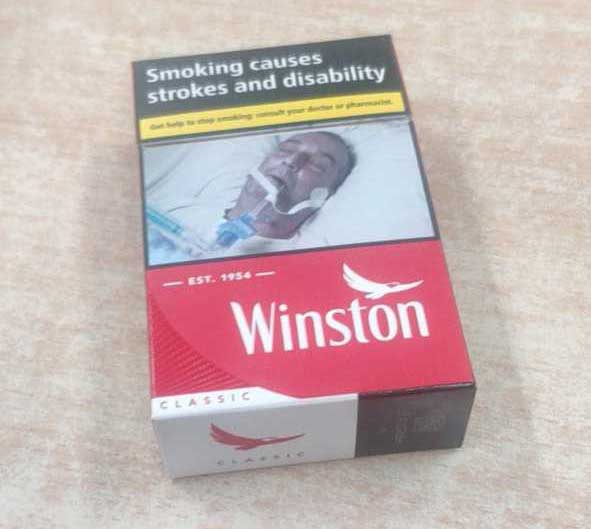 Smoking causes
strokes and disability
Get help to stop smoking: consult your doctor or pharmacist.
EST. 1954
Winston
CLASSIC
CLASSIC